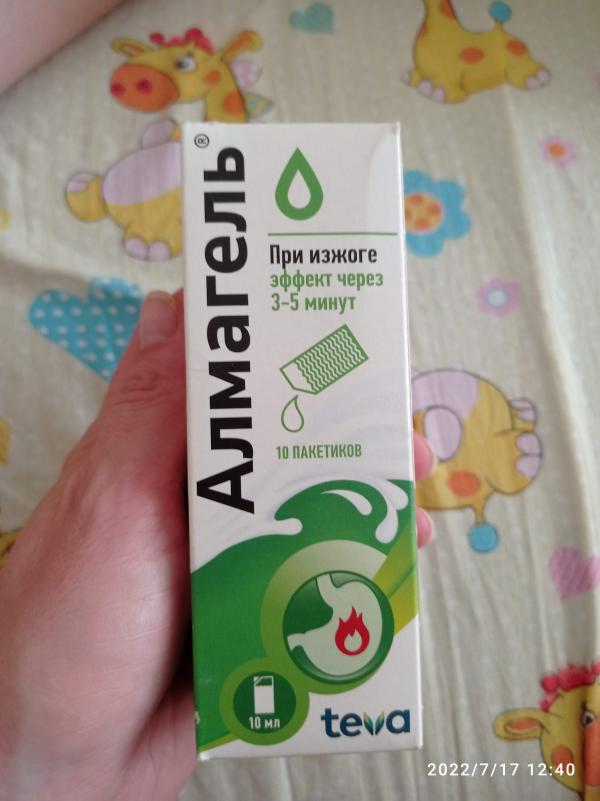 Алмагель®
При изжоге
эффект через
3-5 минут
10 ПАКЕТИКОВ
10 мл
teva
2022/7/17 12:40